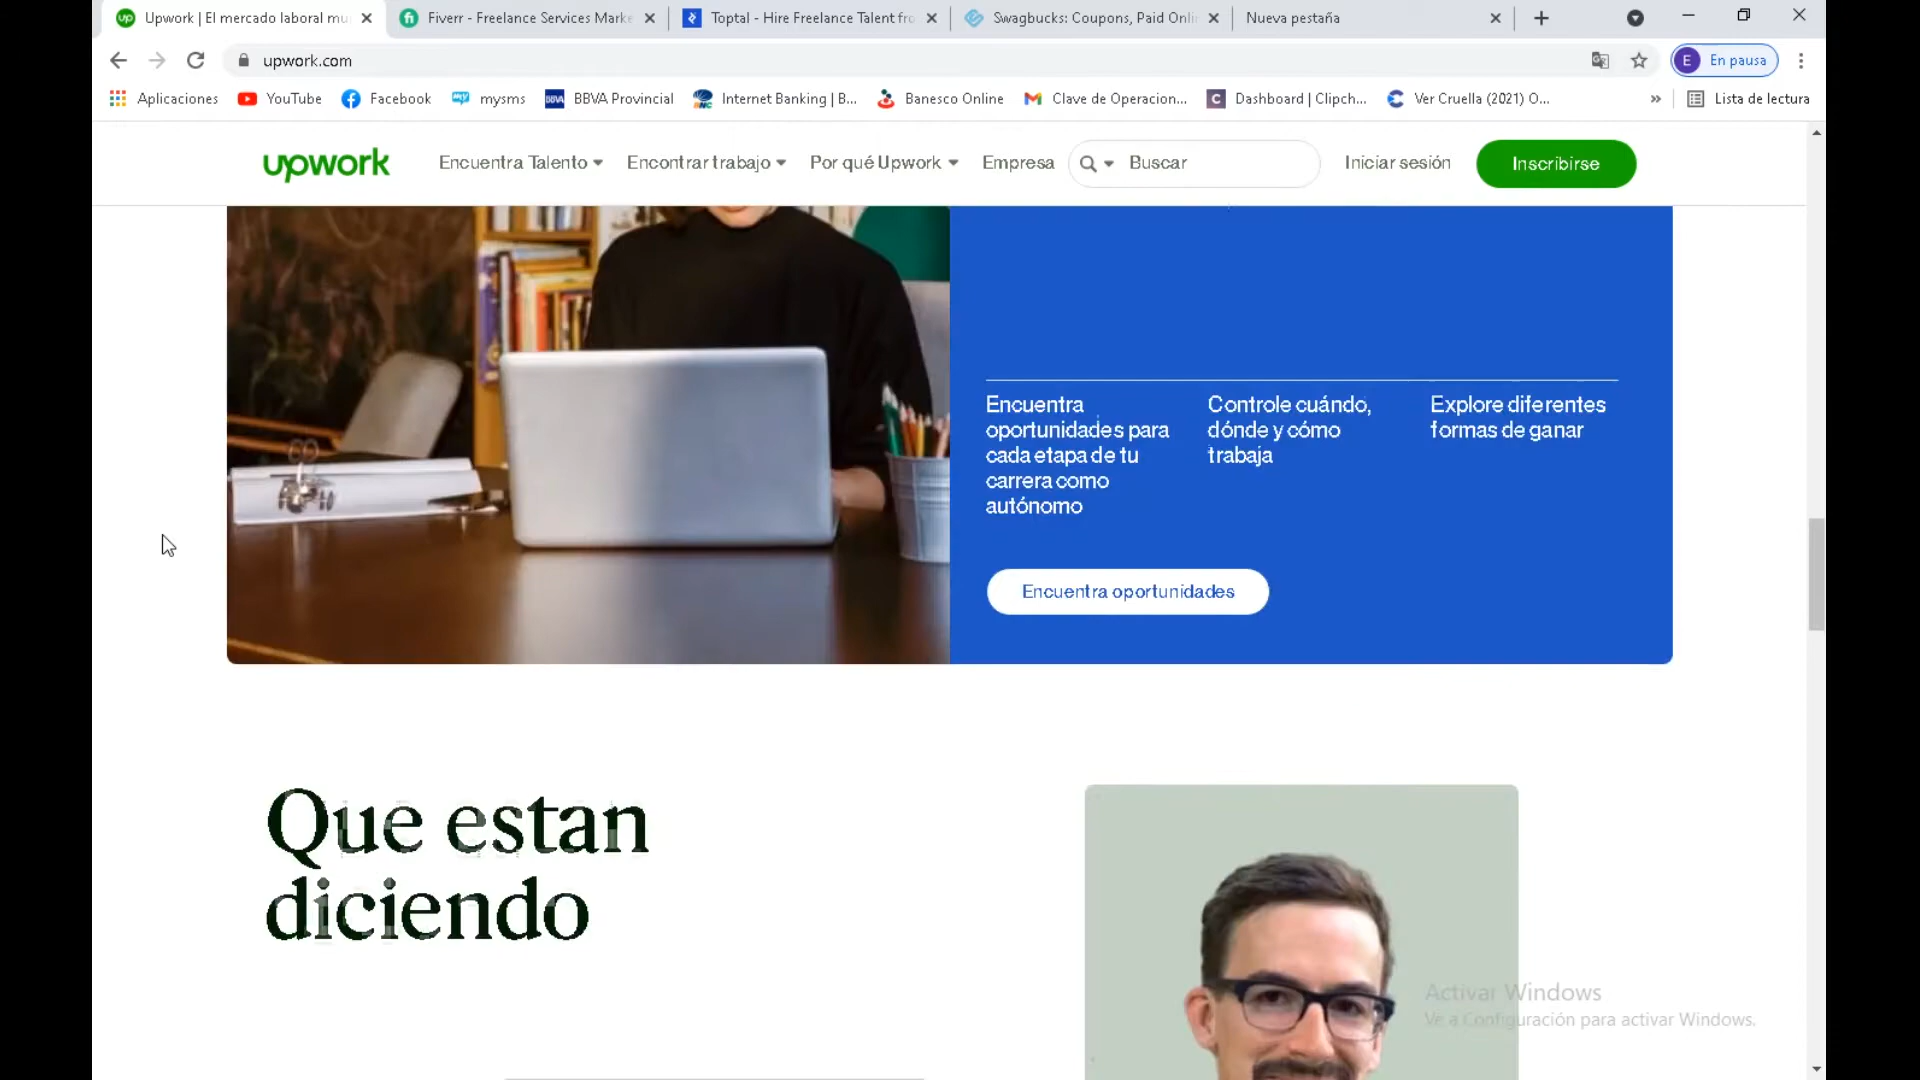 Upwork | El mercado laboral mu
Fiverr - Freelance Services Marke
Toptal - Hire Freelance Talent fro
Swagbucks: Coupons, Paid Onli
Nueva pestaña
upwork.com
E
En pausa
Aplicaciones
YouTube
Facebook
mysms
BBVA Provincial
Internet Banking | B...
Banesco Online
Clave de Operacion...
Dashboard | Clipch...
Ver Cruella (2021) O...
»
Lista de lectura
upwork
Encuentra Talento
Encontrar trabajo
Por qué Upwork
Empresa
Buscar
Iniciar sesión
Inscribirse
Encuentra
oportunidades para
cada etapa de tu
carrera como
autónomo
Controle cuándo,
dónde y cómo
trabaja
Explore diferentes
formas de ganar
Encuentra oportunidades
Que estan
diciendo
Activar Windows
Ve a Configuración para activar Windows.